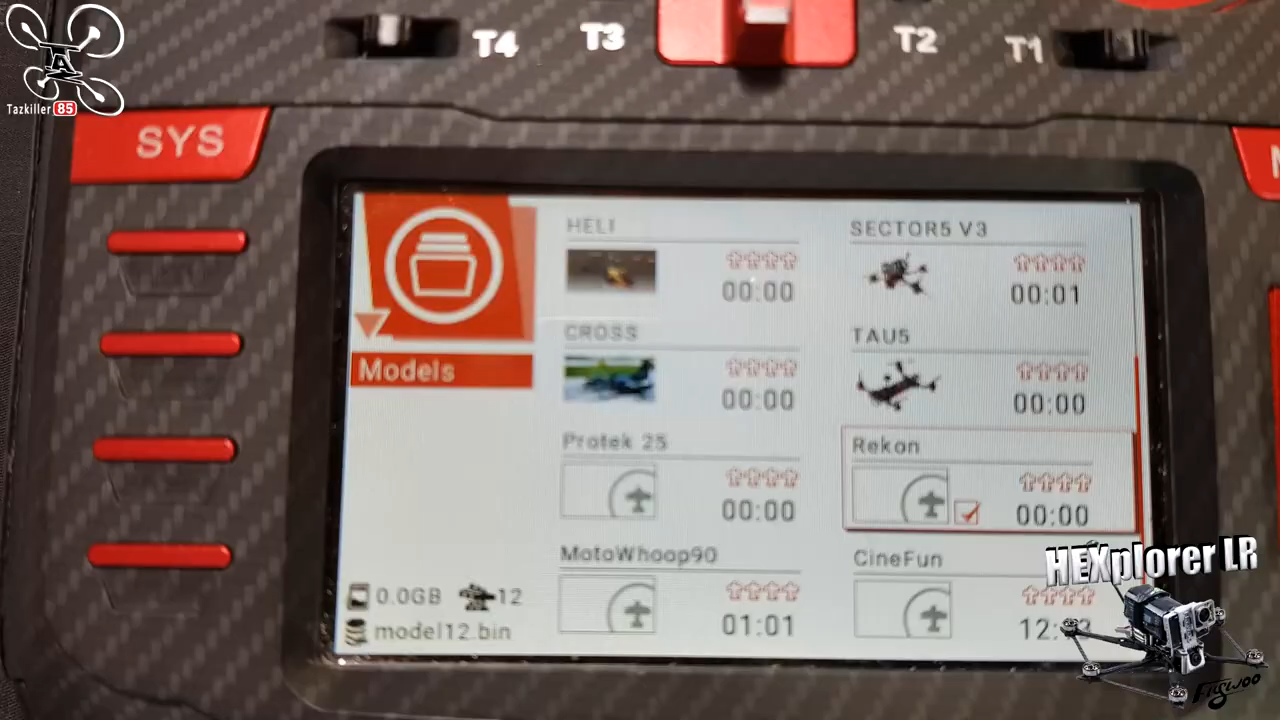 T4 T3 T2 T1
Tazkiller 85
SYS
HELI
00:00
SECTOR5 V3
00:01
CROSS
00:00
TAU5
00:00
Models
Protek 25
00:00
Rekon
00:00
MotoWhoop90
01:01
CineFun
0.0GB 12
model12.bin
HEXplorer LR
Flywoo